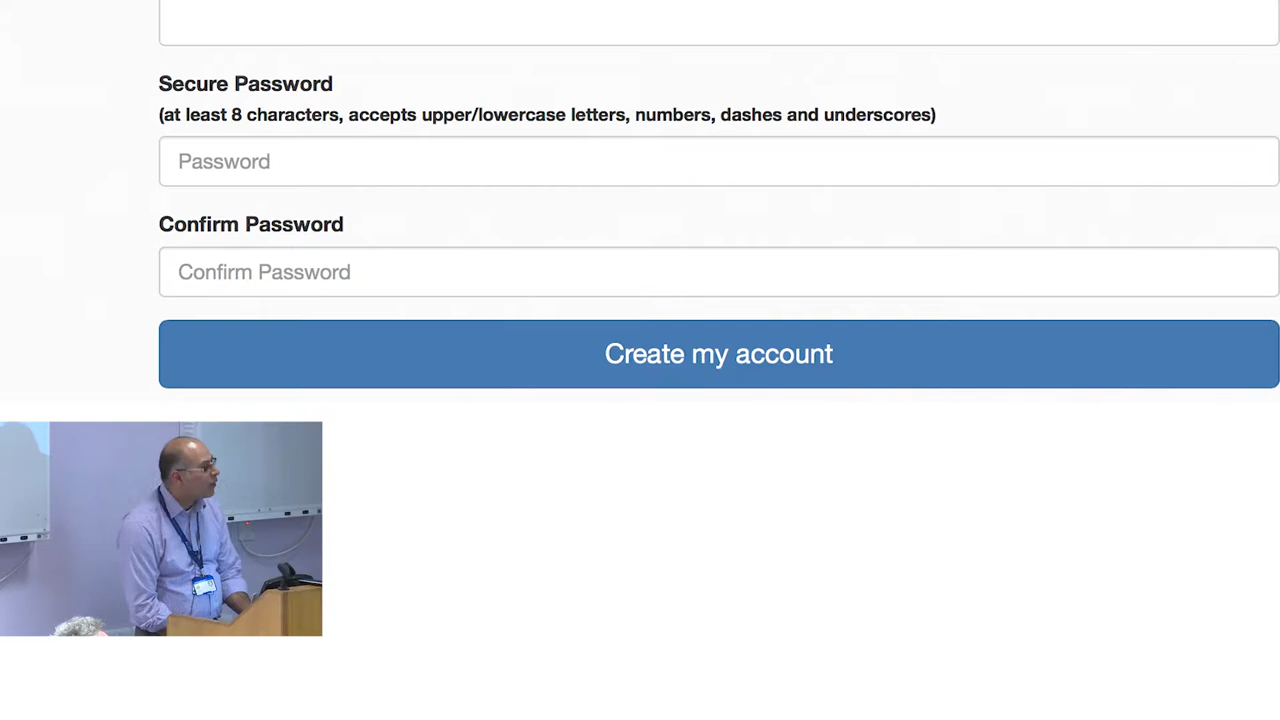 Secure Password
(at least 8 characters, accepts upper/lowercase letters, numbers, dashes and underscores)
Password
Confirm Password
Confirm Password
Create my account